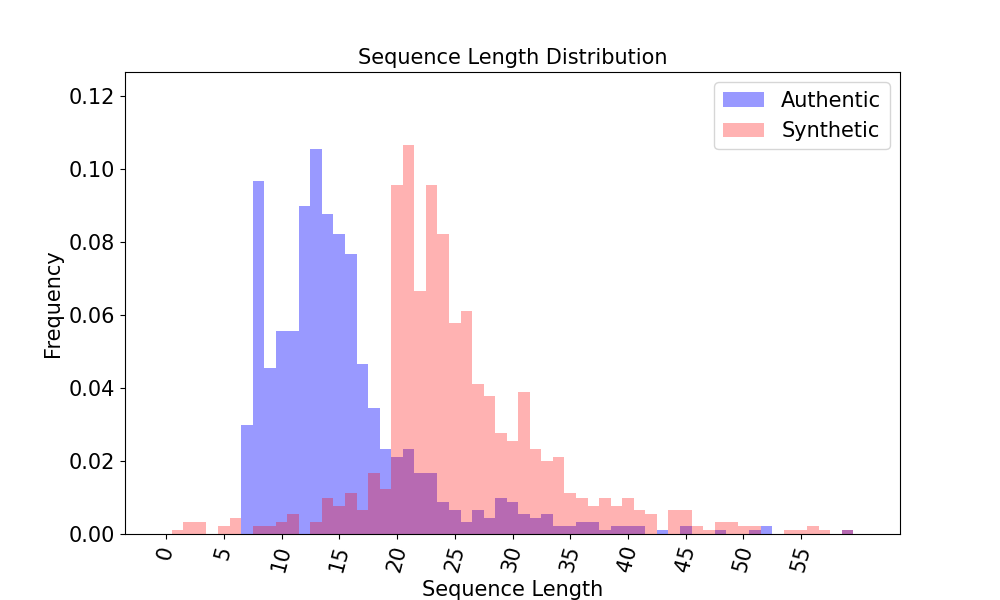 Sequence Length Distribution
Authentic
Synthetic
Frequency
0.12
0.10
0.08
0.06
0.04
0.02
0.00
0 5 10 15 20 25 30 35 40 45 50 55
Sequence Length